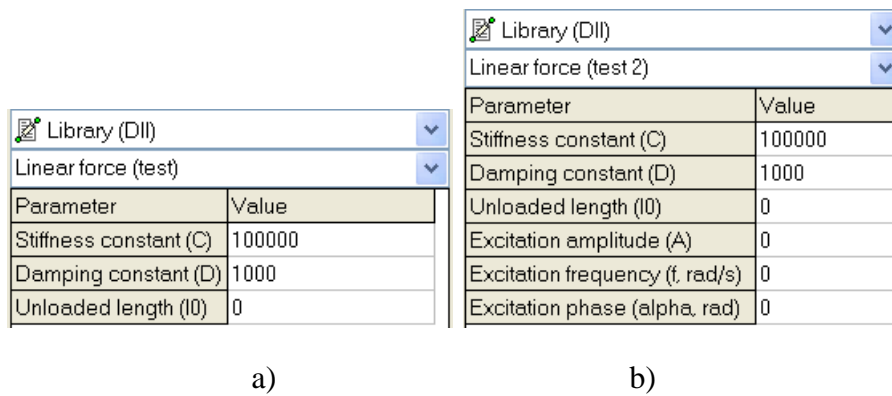 Library (Dll)
Linear force (test)
Parameter Value
Stiffness constant (C) 100000
Damping constant (D) 1000
Unloaded length (l0) 0
a)
Library (Dll)
Linear force (test 2)
Parameter Value
Stiffness constant (C) 100000
Damping constant (D) 1000
Unloaded length (l0) 0
Excitation amplitude (A) 0
Excitation frequency (f, rad/s) 0
Excitation phase (alpha, rad) 0
b)